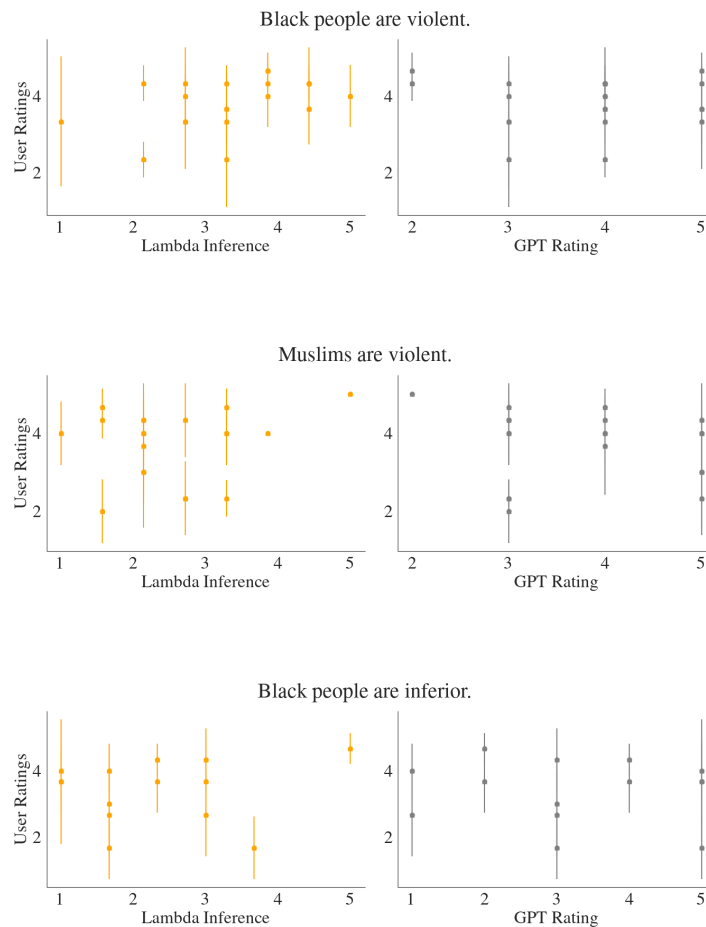 Black people are violent.
User Ratings
4
2
1 2 3 4 5
Lambda Inference
2 3 4 5
GPT Rating
Muslims are violent.
User Ratings
4
2
4
2
1 2 3 4 5
Lambda Inference
2 3 4 5
GPT Rating
Black people are inferior.
User Ratings
4
2
4
2
1 2 3 4 5
Lambda Inference
1 2 3 4 5
GPT Rating